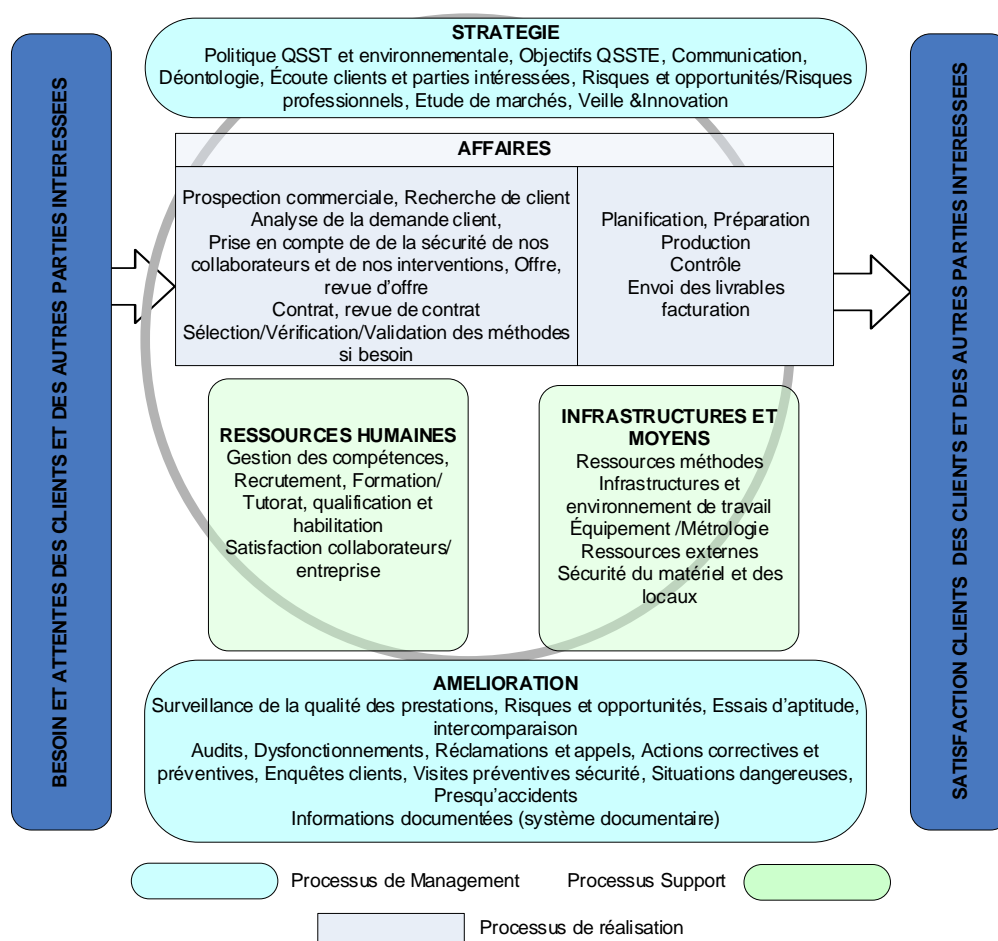 BESOIN ET ATTENTES DES CLIENTS ET DES AUTRES PARTIES INTERESSEES
STRATEGIE
Politique QSST et environnementale, Objectifs QSSTE, Communication,
Déontologie, Écoute clients et parties intéressées, Risques et opportunités/Risques
professionnels, Etude de marchés, Veille &Innovation
AFFAIRES
Prospection commerciale, Recherche de client
Analyse de la demande client,
Prise en compte de de la sécurité de nos
collaborateurs et de nos interventions, Offre,
revue d'offre
Contrat, revue de contrat
Sélection/Vérification/Validation des méthodes
si besoin
Planification, Préparation
Production
Contrôle
Envoi des livrables
facturation
RESSOURCES HUMAINES
Gestion des compétences,
Recrutement, Formation/
Tutorat, qualification et
habilitation
Satisfaction collaborateurs/
entreprise
INFRASTRUCTURES ET
MOYENS
Ressources méthodes
Infrastructures et
environnement de travail
Équipement /Métrologie
Ressources externes
Sécurité du matériel et des
locaux
AMELIORATION
Surveillance de la qualité des prestations, Risques et opportunités, Essais d'aptitude,
intercomparaison
Audits, Dysfonctionnements, Réclamations et appels, Actions correctives et
préventives, Enquêtes clients, Visites préventives sécurité, Situations dangereuses,
Presqu'accidents
Informations documentées (système documentaire)
SATISFACTION CLIENTS DES CLIENTS ET DES AUTRES PARTIES INTERESSEES
Processus de Management
Processus Support
Processus de réalisation